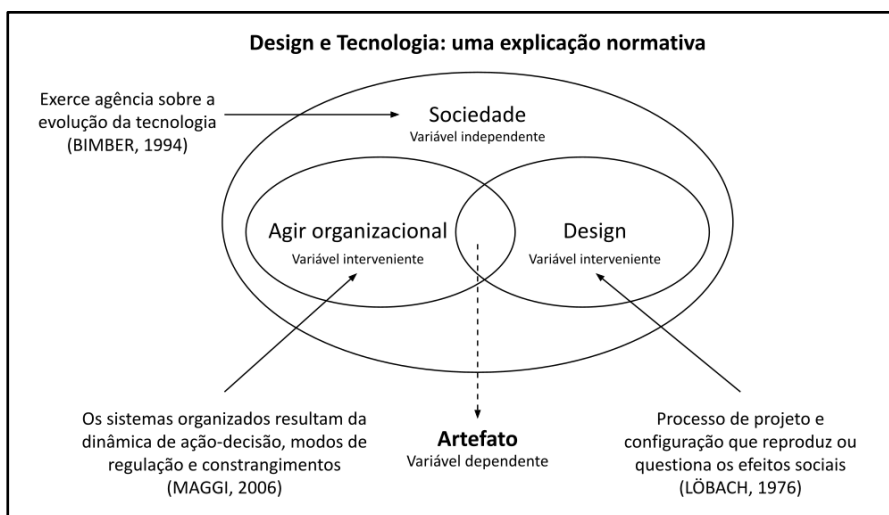 Design e Tecnologia: uma explicação normativa
Exerce agência sobre a
evolução da tecnologia
(BIMBER, 1994)
Sociedade
Variável independente
Agir organizacional
Variável interveniente
Design
Variável interveniente
Os sistemas organizados resultam da
dinâmica de ação-decisão, modos de
regulação e constrangimentos
(MAGGI, 2006)
Artefato
Variável dependente
Processo de projeto e
configuração que reproduz ou
questiona os efeitos sociais
(LÖBACH, 1976)